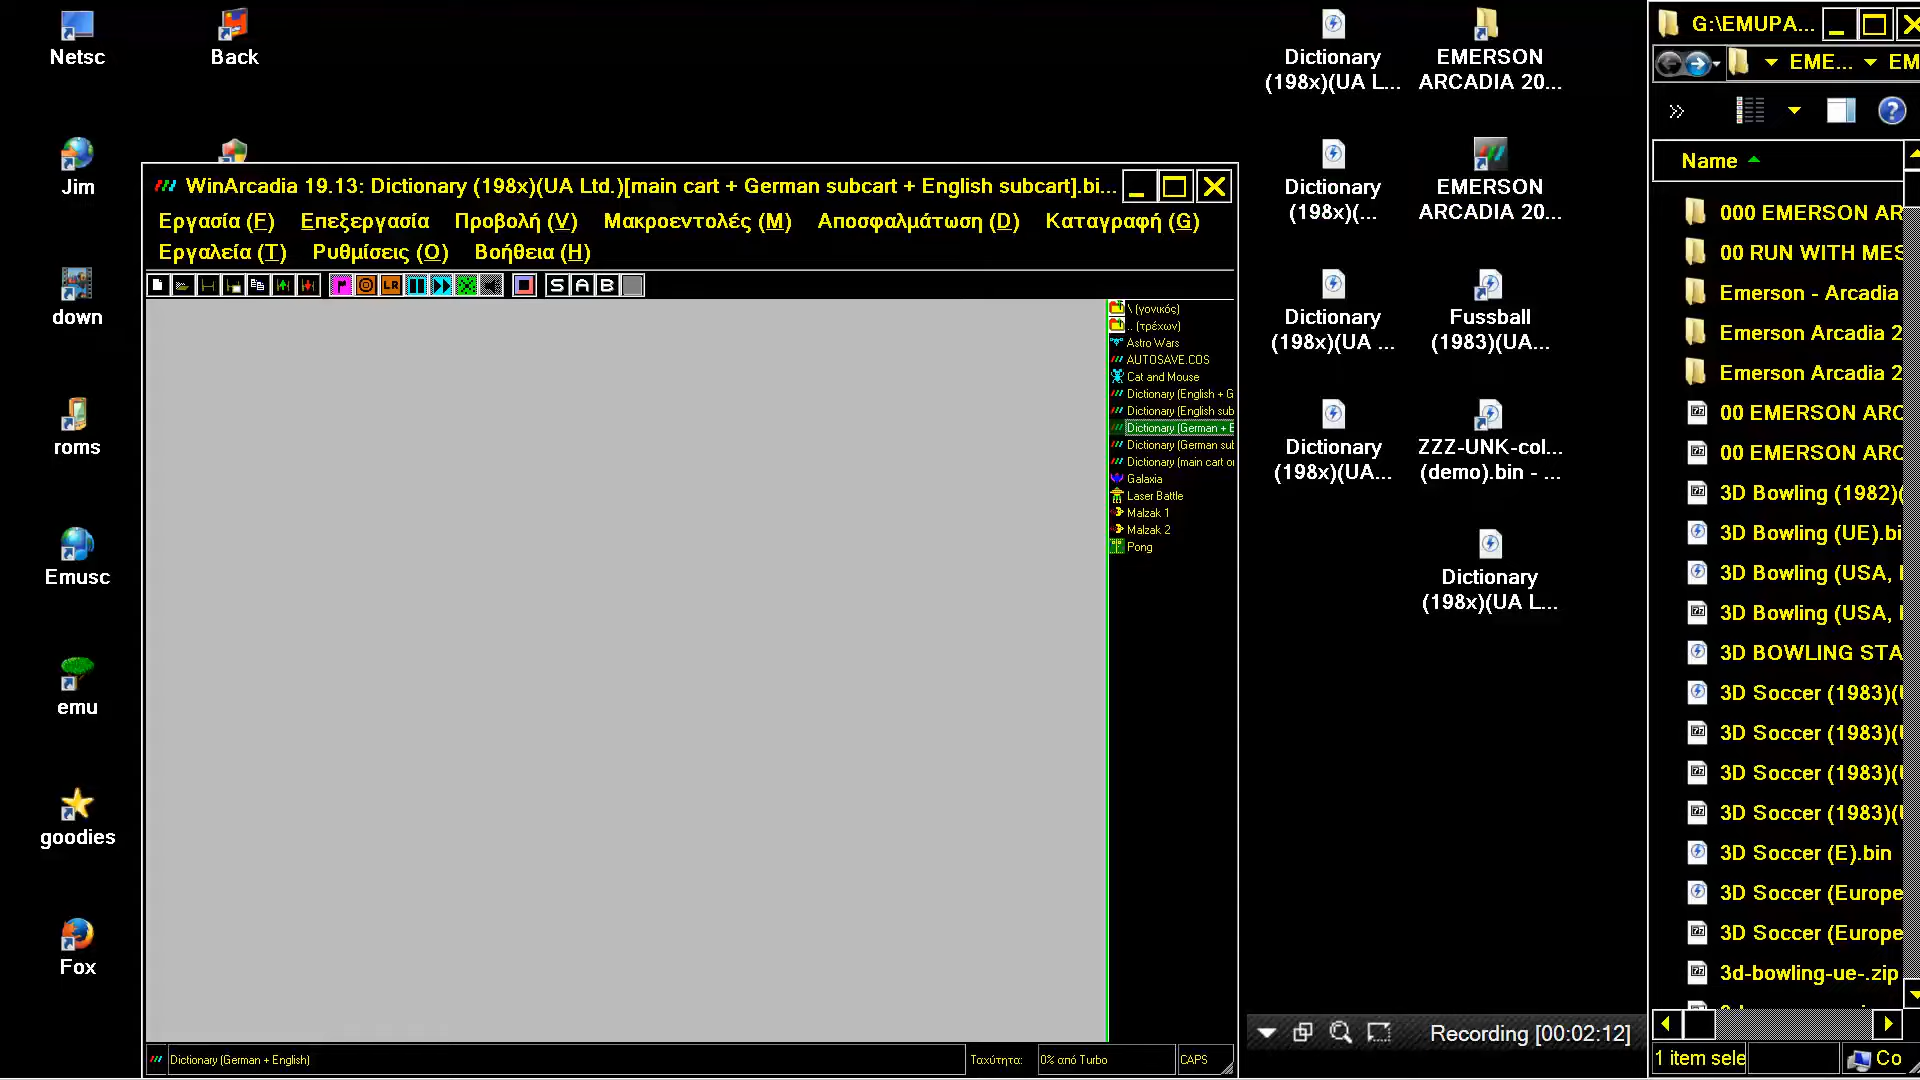 Netsc
Back
Jim
down
roms
Emusc
emu
goodies
Fox
WinArcadia 19.13: Dictionary (198x)(UA Ltd.)[main cart + German subcart + English subcart].bi...
Εργασία (F)
Επεξεργασία
Προβολή (V)
Μακροεντολές (M)
Αποσφαλμάτωση (D)
Καταγραφή (G)
Εργαλεία (T)
Ρυθμίσεις (O)
Βοήθεια (H)
LR
S A B
\ (γονικός)
.. (τρέχων)
Astro Wars
AUTOSAVE.COS
Cat and Mouse
Dictionary (English + G
Dictionary (English sub
Dictionary (German + E
Dictionary (German sub
Dictionary (main cart o
Galaxia
Laser Battle
Malzak 1
Malzak 2
Pong
Dictionary (German + English)
Ταχύτητα:
0% από Turbo
CAPS
Dictionary
(198x)(UA L...
EMERSON
ARCADIA 20...
Dictionary
(198x)(...
EMERSON
ARCADIA 20...
Dictionary
(198x)(UA ...
Fussball
(1983)(UA...
Dictionary
(198x)(UA...
ZZZ-UNK-col...
(demo).bin - ...
Dictionary
(198x)(UA L...
Recording [00:02:12]
G:\EMUPA...
EME...
EM
Name
000 EMERSON AR
00 RUN WITH MES
Emerson - Arcadia
Emerson Arcadia 2
Emerson Arcadia 2
00 EMERSON ARC
00 EMERSON ARC
3D Bowling (1982)(
3D Bowling (UE).bi
3D Bowling (USA,
3D Bowling (USA,
3D BOWLING STA
3D Soccer (1983)(
3D Soccer (1983)(
3D Soccer (1983)(
3D Soccer (1983)(
3D Soccer (E).bin
3D Soccer (Europe
3D Soccer (Europe
3d-bowling-ue-.zip
1 item sele
Co